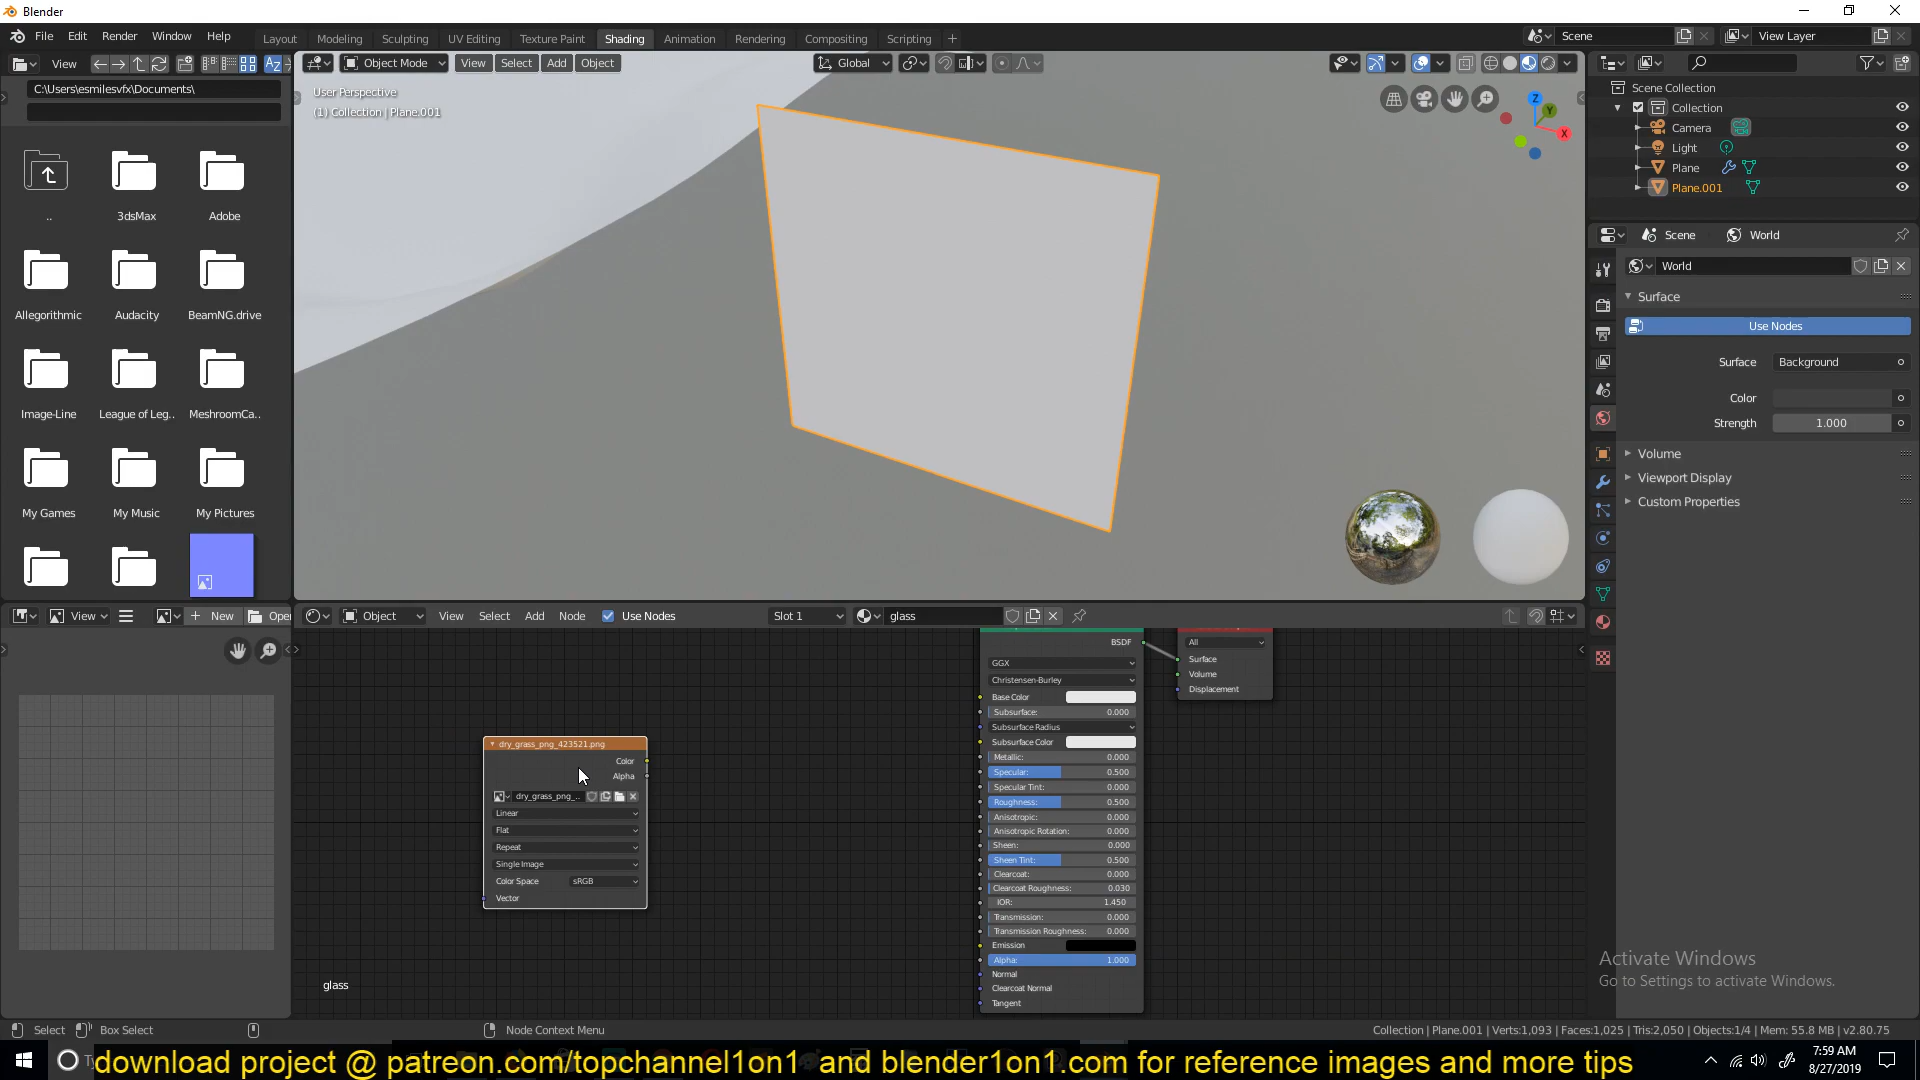 Blender
File Edit Render Window Help
Layout Modeling Sculpting UV Editing Texture Paint Shading Animation Rendering Compositing Scripting
Scene
View Layer
View
C:\Users\esmilesvfx\Documents\
..
3dsMax
Adobe
Allegorithmic
Audacity
BeamNG.drive
Image-Line
League of Leg..
MeshroomCa..
My Games
My Music
My Pictures
Object Mode View Select Add Object
Global
User Perspective
(1) Collection | Plane.001
Z
Y
X
Scene Collection
Collection
Camera
Light
Plane
Plane.001
Scene World
World
Surface
Use Nodes
Surface Background
Color
Strength 1.000
Volume
Viewport Display
Custom Properties
View New Open
Object View Select Add Node Use Nodes Slot 1 glass
dry_grass_png_423521.png
Color
Alpha
dry_grass_png_...
Linear
Flat
Repeat
Single Image
Color Space sRGB
Vector
BSDF
GGX
Christensen-Burley
Base Color
Subsurface: 0.000
Subsurface Radius
Subsurface Color
Metallic: 0.000
Specular: 0.500
Specular Tint: 0.000
Roughness: 0.500
Anisotropic: 0.000
Anisotropic Rotation: 0.000
Sheen: 0.000
Sheen Tint: 0.500
Clearcoat: 0.000
Clearcoat Roughness: 0.030
IOR: 1.450
Transmission: 0.000
Transmission Roughness: 0.000
Emission
Alpha: 1.000
Normal
Clearcoat Normal
Tangent
All
Surface
Volume
Displacement
glass
Activate Windows
Go to Settings to activate Windows.
Select Box Select Node Context Menu
Collection | Plane.001 | Verts:1,093 | Faces:1,025 | Tris:2,050 | Objects:1/4 | Mem: 55.8 MB | v2.80.75
download project @ patreon.com/topchannel1on1 and blender1on1.com for reference images and more tips
7:59 AM
8/27/2019